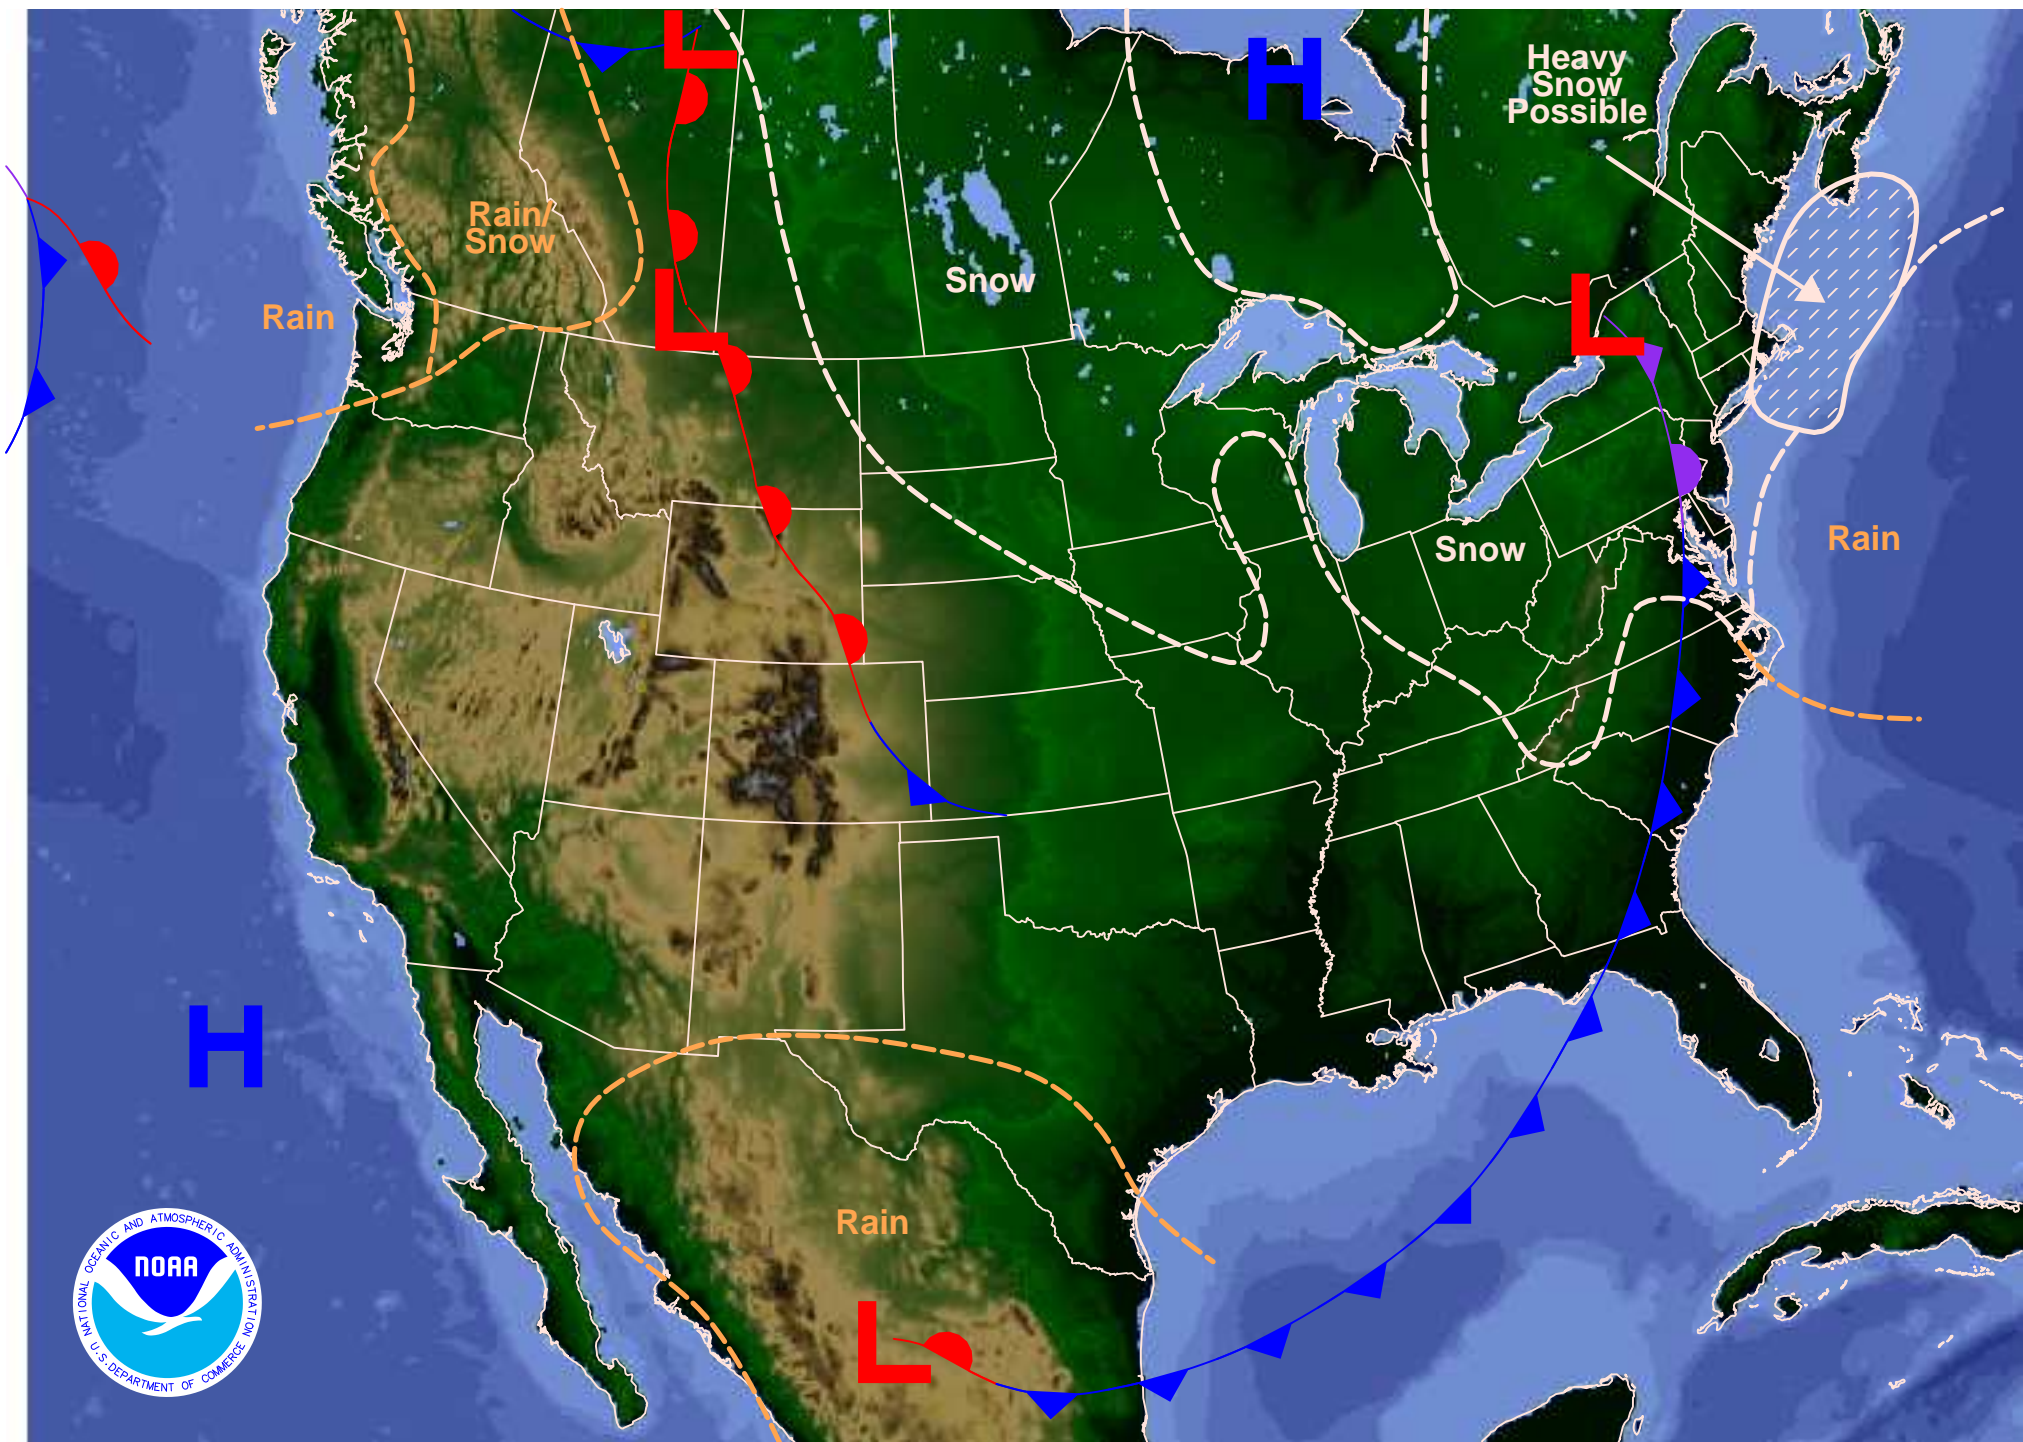 L
H
Heavy
Snow
Possible
Rain/
Snow
Snow
Rain
L
L
Rain
Snow
H
Rain
L
NATIONAL OCEANIC AND ATMOSPHERIC ADMINISTRATION
NOAA
U.S. DEPARTMENT OF COMMERCE